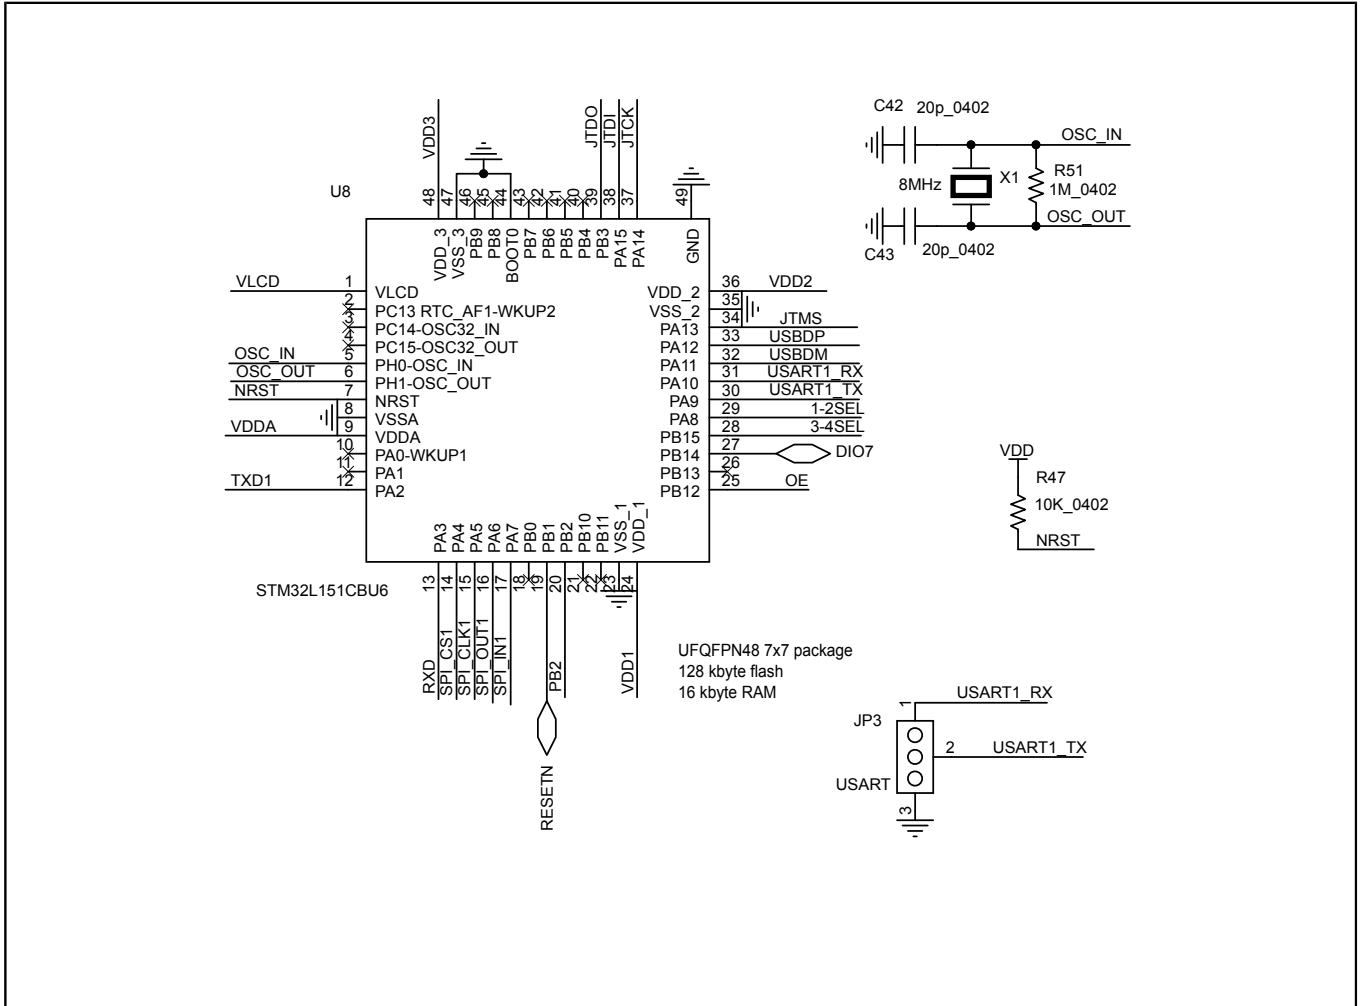 VDD3
JTDO
JTDI
JTCK
U8
48
47
46
45
44
43
42
41
40
39
38
37
49
VDD_3
VSS_3
PB9
PB8
BOOT0
PB7
PB6
PB5
PB4
PB3
PA15
PA14
GND
VLCD
1
VLCD
2
PC13 RTC_AF1-WKUP2
3
PC14-OSC32_IN
4
PC15-OSC32_OUT
OSC_IN
5
PH0-OSC_IN
OSC_OUT
6
PH1-OSC_OUT
NRST
7
NRST
8
VSSA
VDDA
9
VDDA
10
PA0-WKUP1
11
PA1
TXD1
12
PA2
VDD_2
36
VDD2
VSS_2
35
PA13
34
JTMS
PA12
33
USBDP
PA11
32
USBDM
PA10
31
USART1_RX
PA9
30
USART1_TX
PA8
29
1-2SEL
PB15
28
3-4SEL
PB14
27
DIO7
PB13
26
PB12
25
OE
PA3
PA4
PA5
PA6
PA7
PB0
PB1
PB2
PB10
PB11
VSS_1
VDD_1
13
14
15
16
17
18
19
20
21
22
23
24
STM32L151CBU6
RXD
SPI_CS1
SPI_CLK1
SPI_OUT1
SPI_IN1
PB2
VDD1
RESETN
UFQFPN48 7x7 package
128 kbyte flash
16 kbyte RAM
C42
20p_0402
OSC_IN
8MHz
X1
R51
1M_0402
OSC_OUT
C43
20p_0402
VDD
R47
10K_0402
NRST
1
USART1_RX
JP3
2
USART1_TX
USART
3